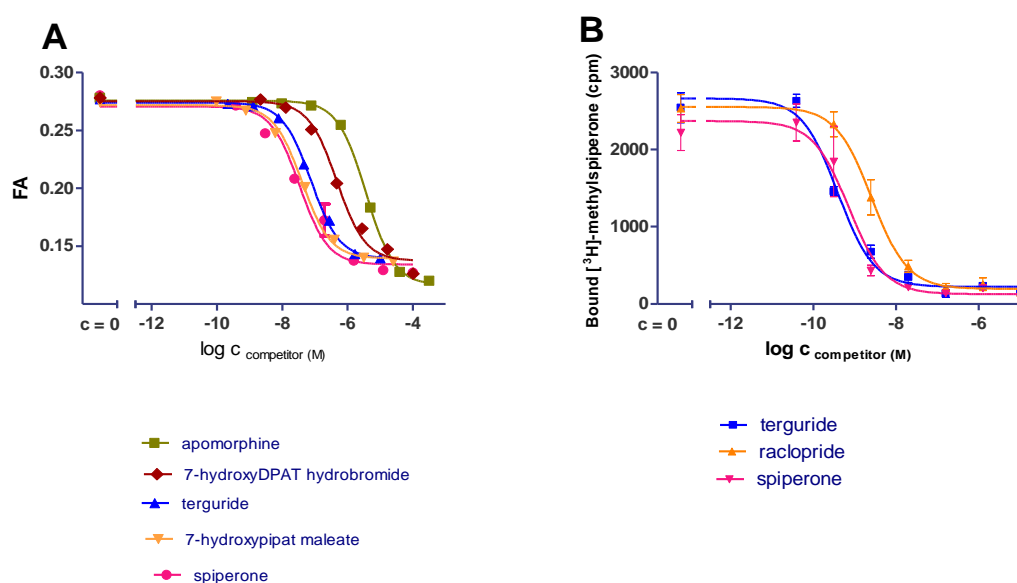 A
FA
0.30
0.25
0.20
0.15
c = 0
-12
-10
-8
-6
-4
log c competitor (M)
apomorphine
7-hydroxyDPAT hydrobromide
terguride
7-hydroxypipat maleate
spiperone
B
Bound [³H]-methylspiperone (cpm)
3000
2000
1000
0
c = 0
-12
-10
-8
-6
log c competitor (M)
terguride
raclopride
spiperone